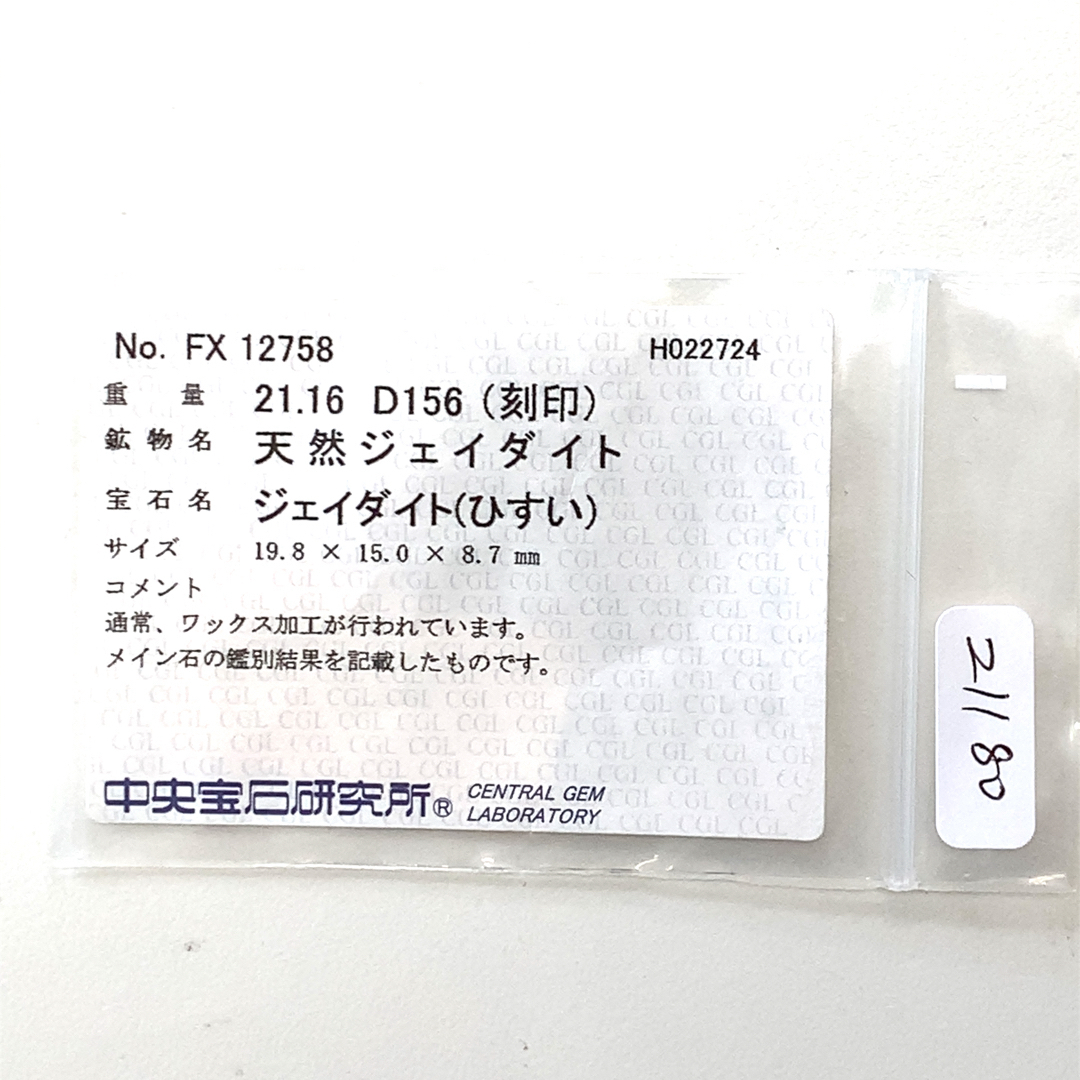 No. FX 12758 H022724
重量 21.16 D156 (刻印)
鉱物名 天然ジェイダイト
宝石名 ジェイダイト(ひすい)
サイズ 19.8 × 15.0 × 8.7 mm
コメント
通常、ワックス加工が行われています。
メイン石の鑑別結果を記載したものです。
中央宝石研究所® CENTRAL GEM
LABORATORY
21180